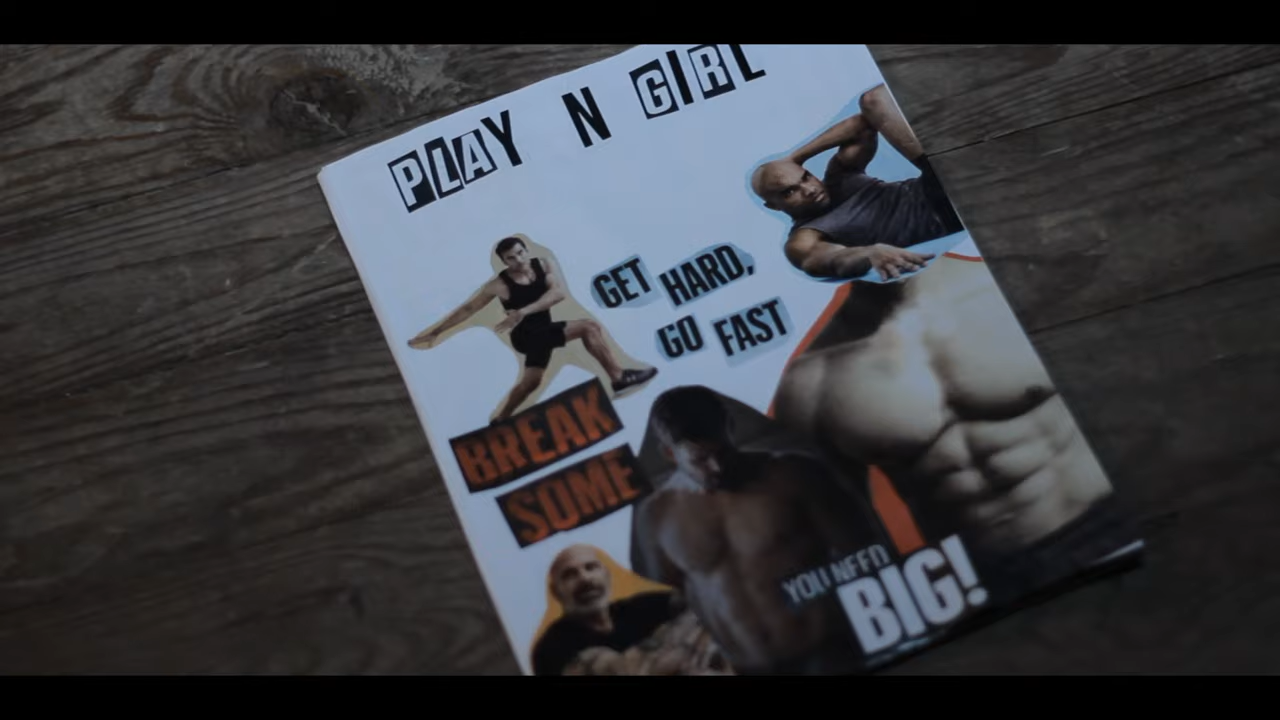 PLAY N GIRL
GET HARD,
GO FAST
BREAK
SOME
YOU NEED
BIG!